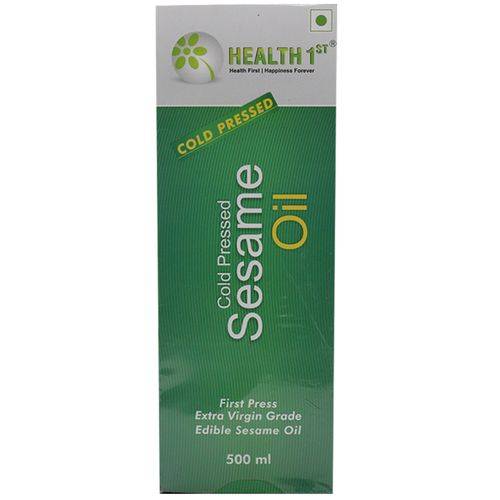 HEALTH 1ST®
Health First | Happiness Forever
COLD PRESSED
Cold Pressed
Sesame
Oil
First Press
Extra Virgin Grade
Edible Sesame Oil
500 ml